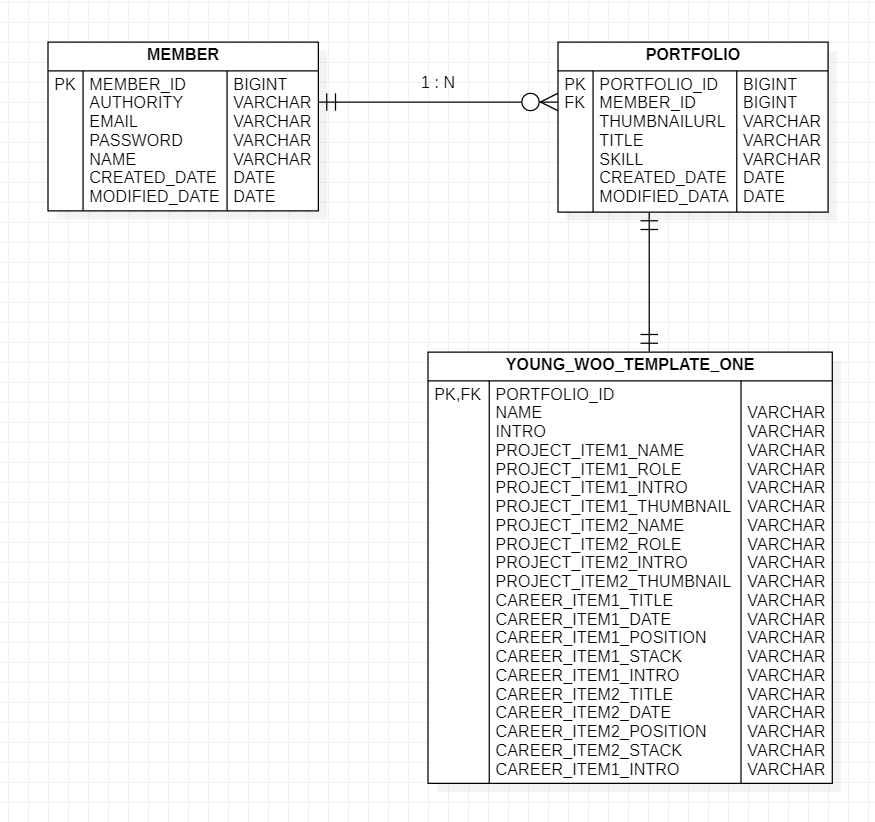 MEMBER
PK MEMBER_ID BIGINT
AUTHORITY VARCHAR
EMAIL VARCHAR
PASSWORD VARCHAR
NAME VARCHAR
CREATED_DATE DATE
MODIFIED_DATE DATE
1 : N
PORTFOLIO
PK PORTFOLIO_ID BIGINT
FK MEMBER_ID BIGINT
THUMBNAILURL VARCHAR
TITLE VARCHAR
SKILL VARCHAR
CREATED_DATE DATE
MODIFIED_DATA DATE
YOUNG_WOO_TEMPLATE_ONE
PK,FK PORTFOLIO_ID
NAME VARCHAR
INTRO VARCHAR
PROJECT_ITEM1_NAME VARCHAR
PROJECT_ITEM1_ROLE VARCHAR
PROJECT_ITEM1_INTRO VARCHAR
PROJECT_ITEM1_THUMBNAIL VARCHAR
PROJECT_ITEM2_NAME VARCHAR
PROJECT_ITEM2_ROLE VARCHAR
PROJECT_ITEM2_INTRO VARCHAR
PROJECT_ITEM2_THUMBNAIL VARCHAR
CAREER_ITEM1_TITLE VARCHAR
CAREER_ITEM1_DATE VARCHAR
CAREER_ITEM1_POSITION VARCHAR
CAREER_ITEM1_STACK VARCHAR
CAREER_ITEM1_INTRO VARCHAR
CAREER_ITEM2_TITLE VARCHAR
CAREER_ITEM2_DATE VARCHAR
CAREER_ITEM2_POSITION VARCHAR
CAREER_ITEM2_STACK VARCHAR
CAREER_ITEM1_INTRO VARCHAR